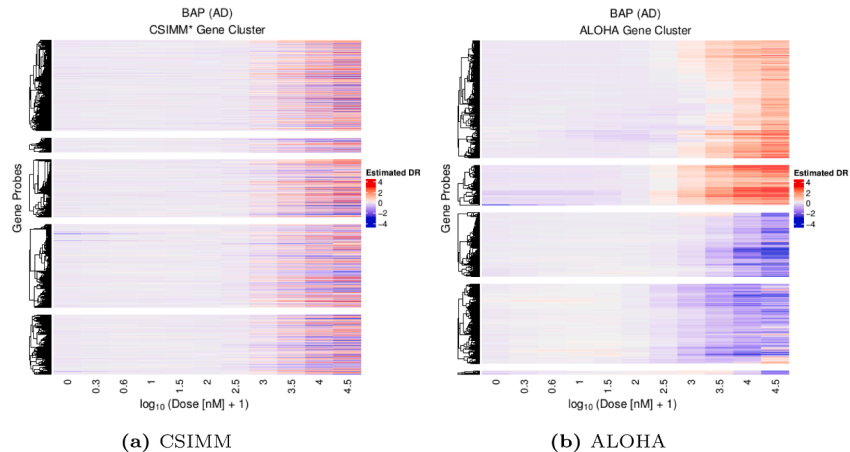 BAP (AD)
CSIMM* Gene Cluster
Gene Probes
Estimated DR
4
2
0
−2
−4
0 0.3 0.6 1 1.5 2 2.5 3 3.5 4 4.5
log10 (Dose [nM] + 1)
(a) CSIMM
BAP (AD)
ALOHA Gene Cluster
Gene Probes
Estimated DR
4
2
0
−2
−4
0 0.3 0.6 1 1.5 2 2.5 3 3.5 4 4.5
log10 (Dose [nM] + 1)
(b) ALOHA